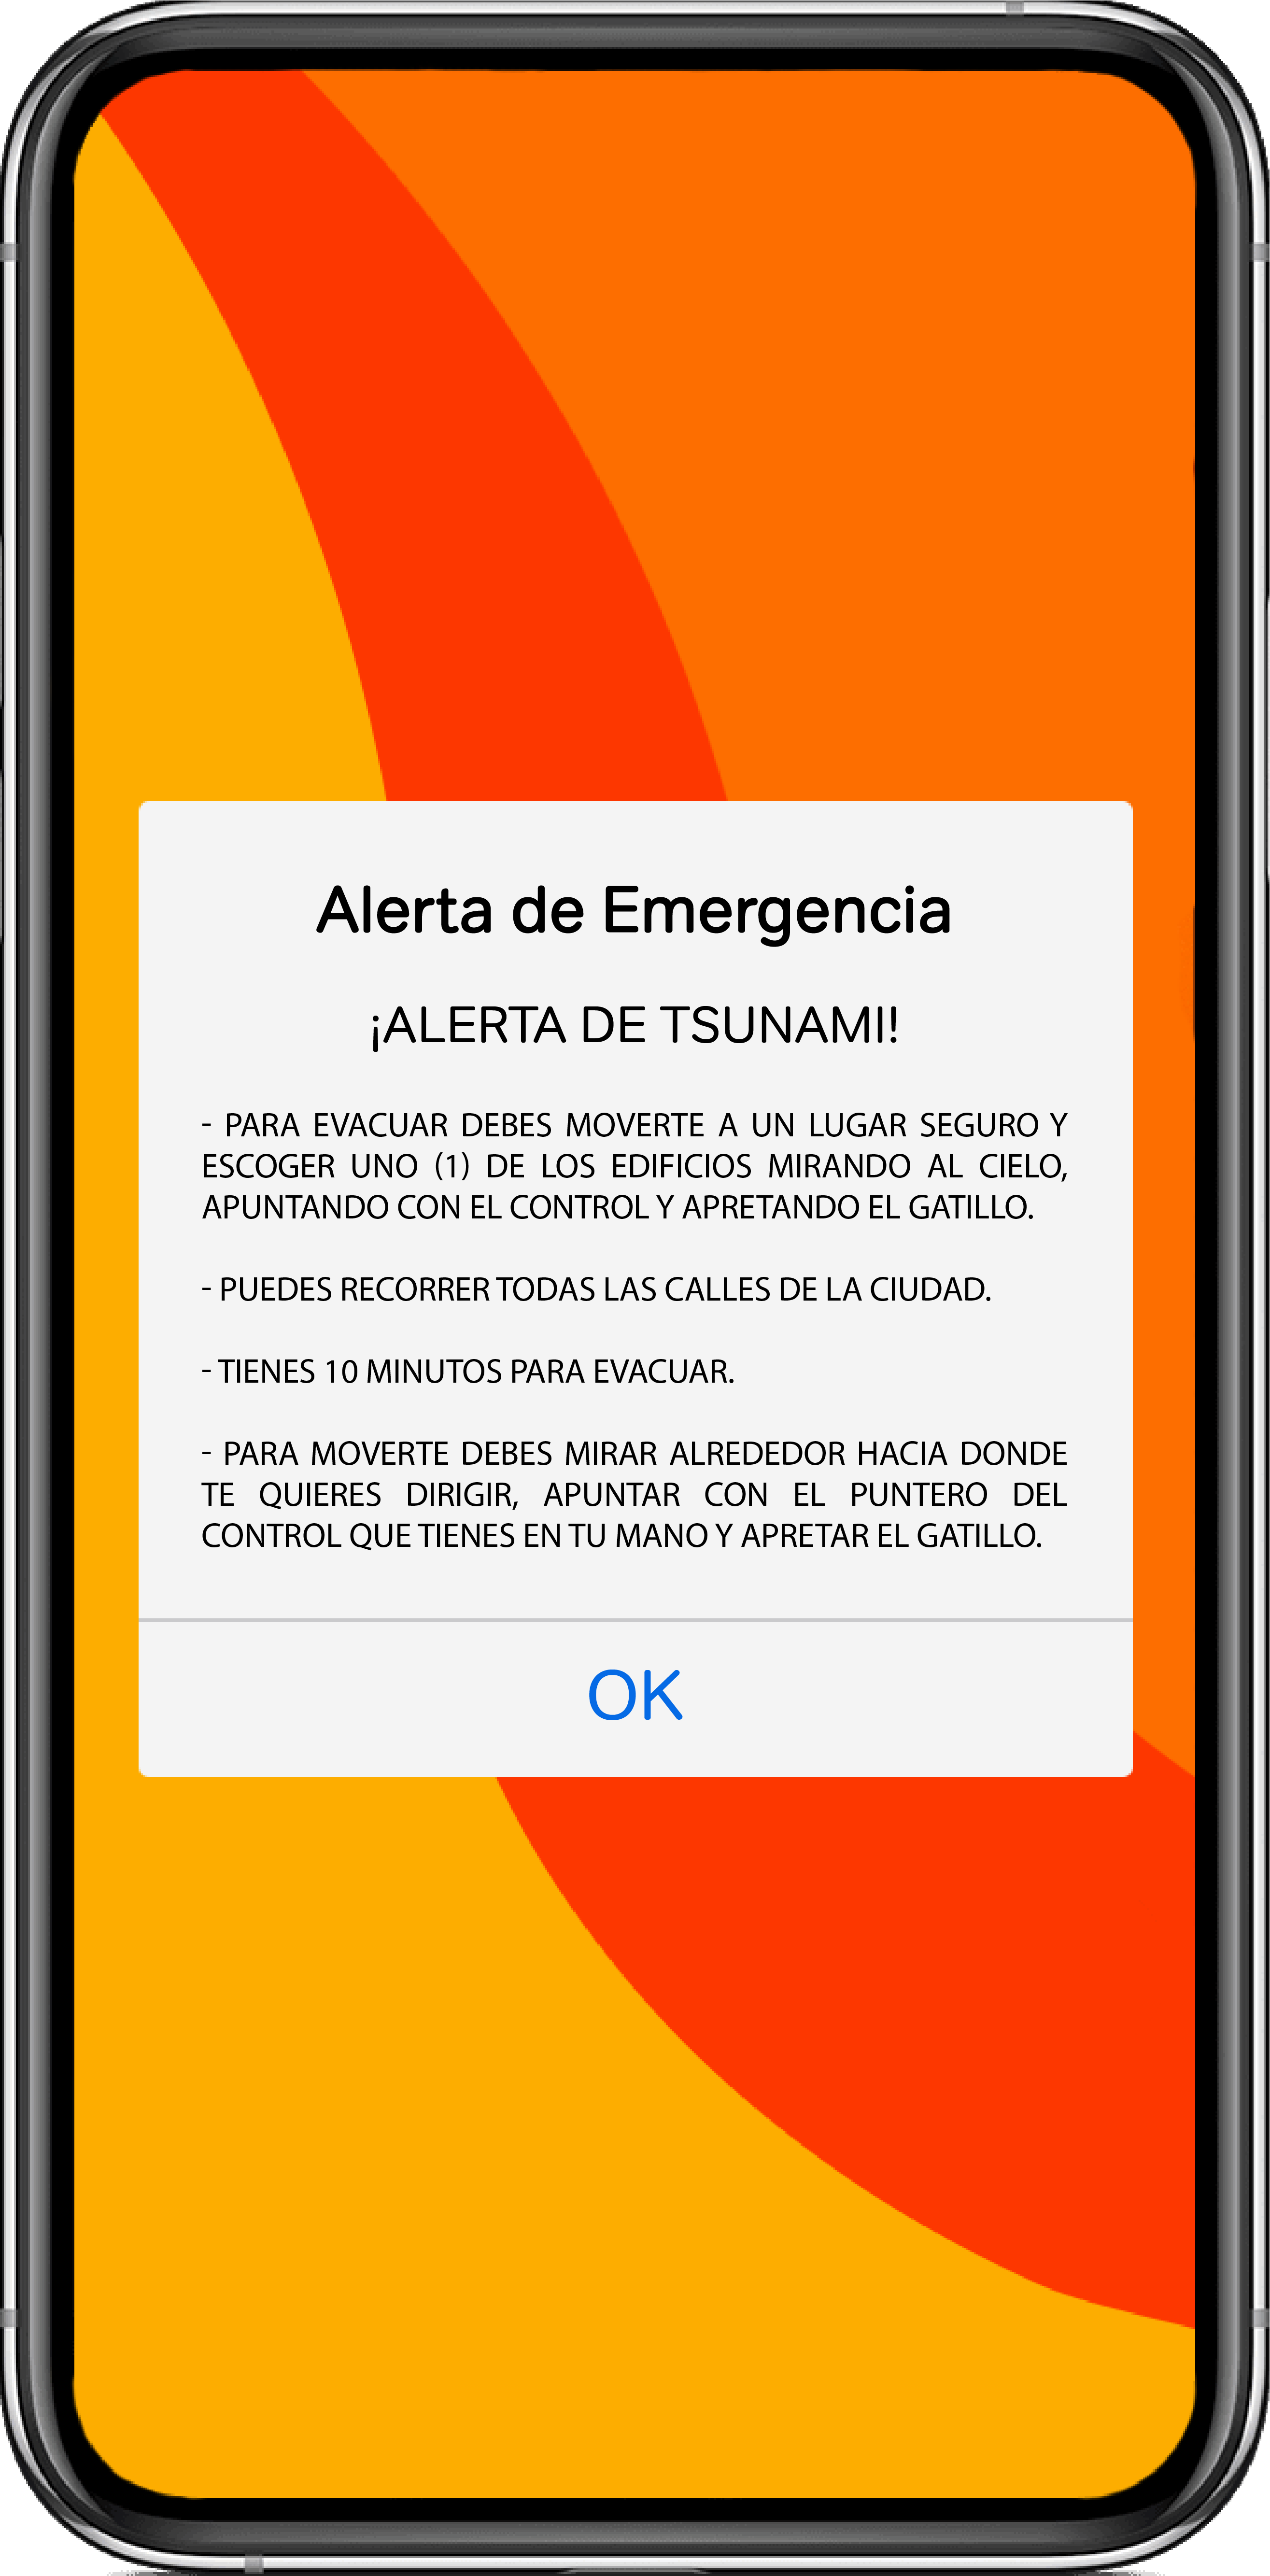 Alerta de Emergencia
¡ALERTA DE TSUNAMI!
- PARA EVACUAR DEBES MOVERTE A UN LUGAR SEGURO Y
ESCOGER UNO (1) DE LOS EDIFICIOS MIRANDO AL CIELO,
APUNTANDO CON EL CONTROL Y APRETANDO EL GATILLO.
- PUEDES RECORRER TODAS LAS CALLES DE LA CIUDAD.
- TIENES 10 MINUTOS PARA EVACUAR.
- PARA MOVERTE DEBES MIRAR ALREDEDOR HACIA DONDE
TE QUIERES DIRIGIR, APUNTAR CON EL PUNTERO DEL
CONTROL QUE TIENES EN TU MANO Y APRETAR EL GATILLO.
OK